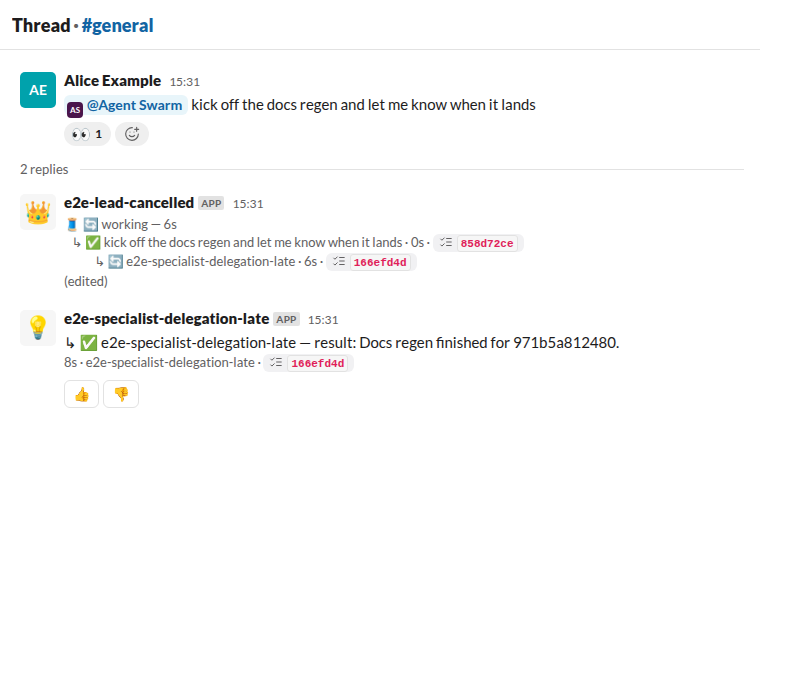 Thread · #general
AE
Alice Example 15:31
AS @Agent Swarm kick off the docs regen and let me know when it lands
👀 1
2 replies
e2e-lead-cancelled APP 15:31
🧵 🔄 working — 6s
↳ ✅ kick off the docs regen and let me know when it lands · 0s · 858d72ce
↳ 🔄 e2e-specialist-delegation-late · 6s · 166efd4d
(edited)
e2e-specialist-delegation-late APP 15:31
↳ ✅ e2e-specialist-delegation-late — result: Docs regen finished for 971b5a812480.
8s · e2e-specialist-delegation-late · 166efd4d
👍 👎